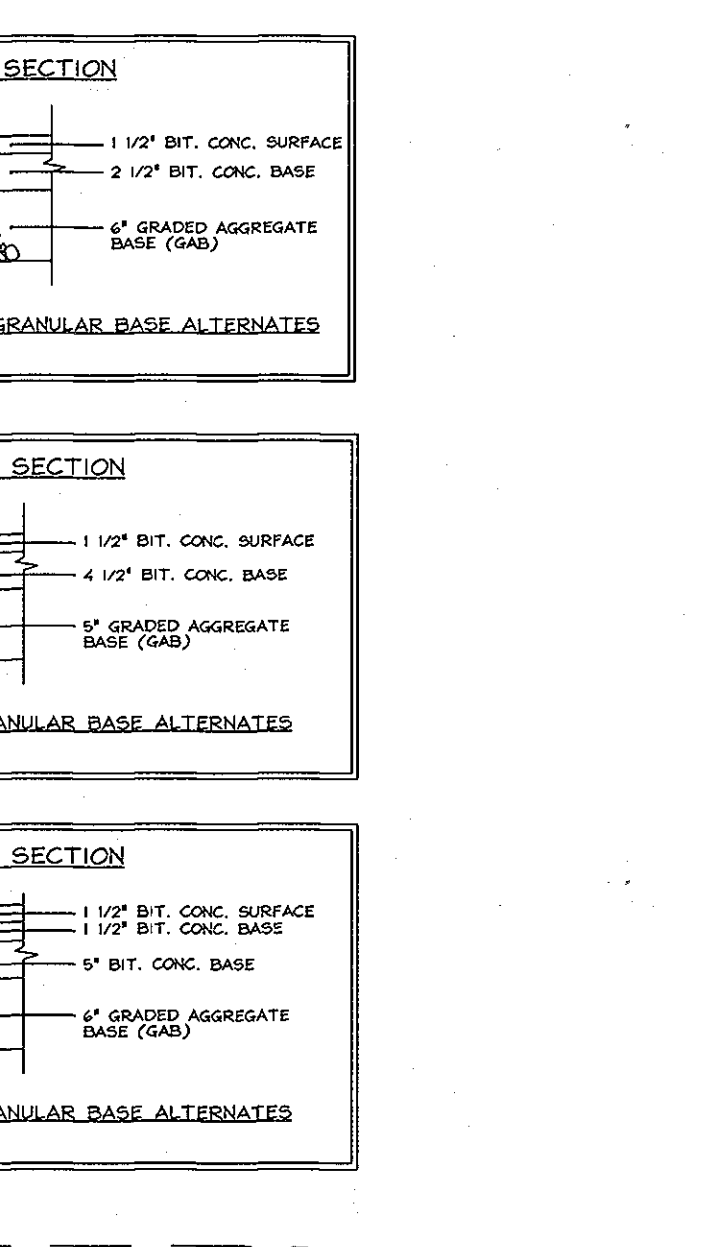 SECTION
1 1/2" BIT. CONC. SURFACE
2 1/2" BIT. CONC. BASE
6" GRADED AGGREGATE
BASE (GAB)
GRANULAR BASE ALTERNATES
SECTION
1 1/2" BIT. CONC. SURFACE
4 1/2" BIT. CONC. BASE
5" GRADED AGGREGATE
BASE (GAB)
ANULAR BASE ALTERNATES
SECTION
1 1/2" BIT. CONC. SURFACE
1 1/2" BIT. CONC. BASE
5" BIT. CONC. BASE
6" GRADED AGGREGATE
BASE (GAB)
ANULAR BASE ALTERNATES